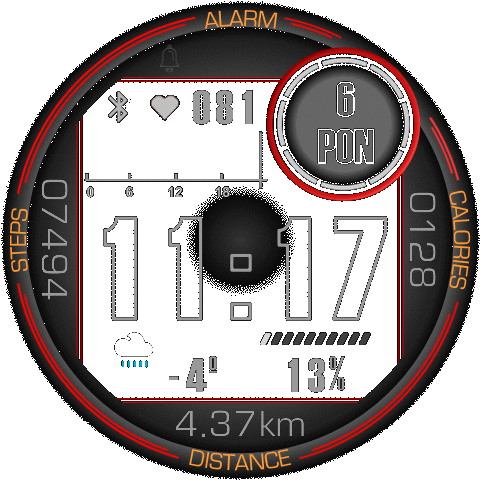 ALARM
081
6
PON
0 6 12 18
STEPS
07494
11:17
0128
CALORIES
-4°
13%
4.37km
DISTANCE